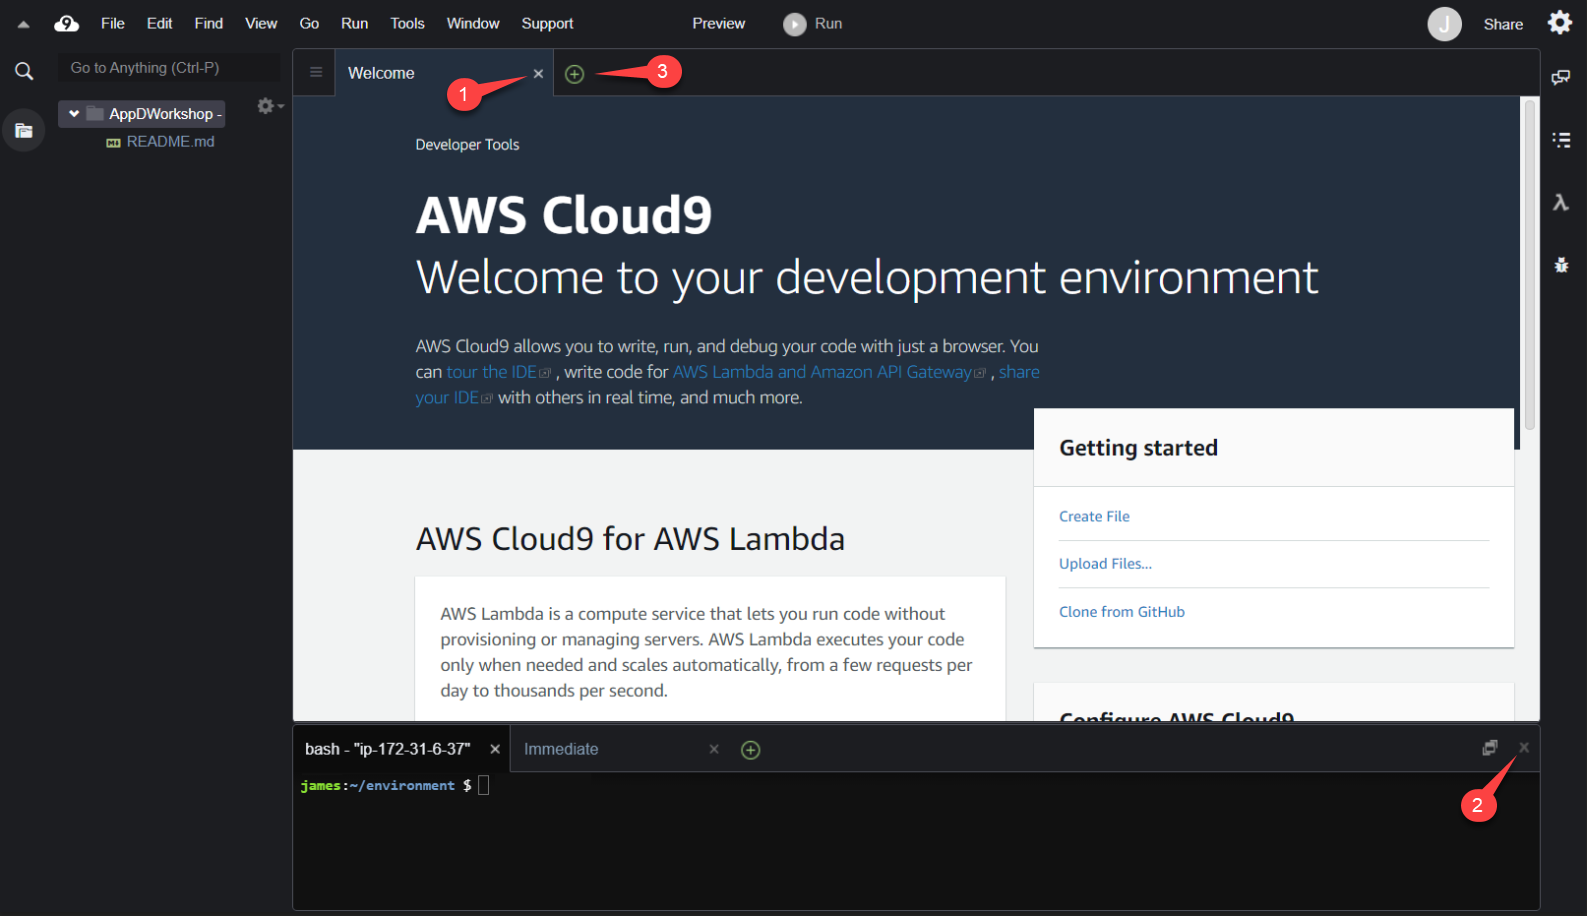 9 File Edit Find View Go Run Tools Window Support Preview Run J Share
Go to Anything (Ctrl-P)
Welcome
1
3
AppDWorkshop -
README.md
Developer Tools
AWS Cloud9
Welcome to your development environment
AWS Cloud9 allows you to write, run, and debug your code with just a browser. You
can tour the IDE , write code for AWS Lambda and Amazon API Gateway , share
your IDE with others in real time, and much more.
Getting started
Create File
Upload Files...
Clone from GitHub
AWS Cloud9 for AWS Lambda
AWS Lambda is a compute service that lets you run code without
provisioning or managing servers. AWS Lambda executes your code
only when needed and scales automatically, from a few requests per
day to thousands per second.
Configure AWS Cloud9
bash - "ip-172-31-6-37" Immediate
james:~/environment $
2